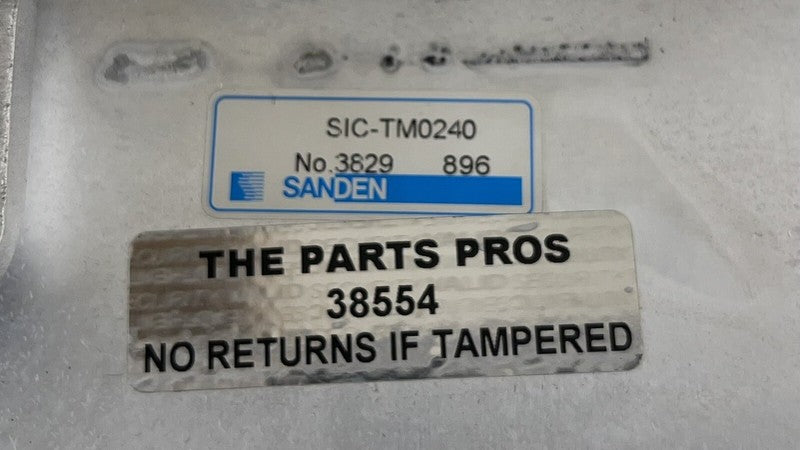 SIC-TM0240
No.3829 896
SANDEN
THE PARTS PROS
38554
NO RETURNS IF TAMPERED